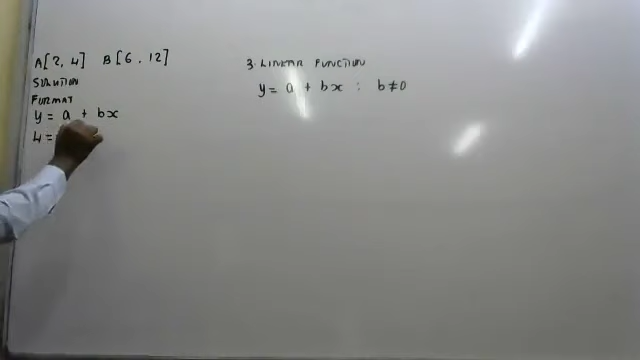 A[2, 4] B[6, 12]
SOLUTION
FORMAT
y = a + bx
4 =
3. LINEAR FUNCTION
y = a + bx : b ≠ 0